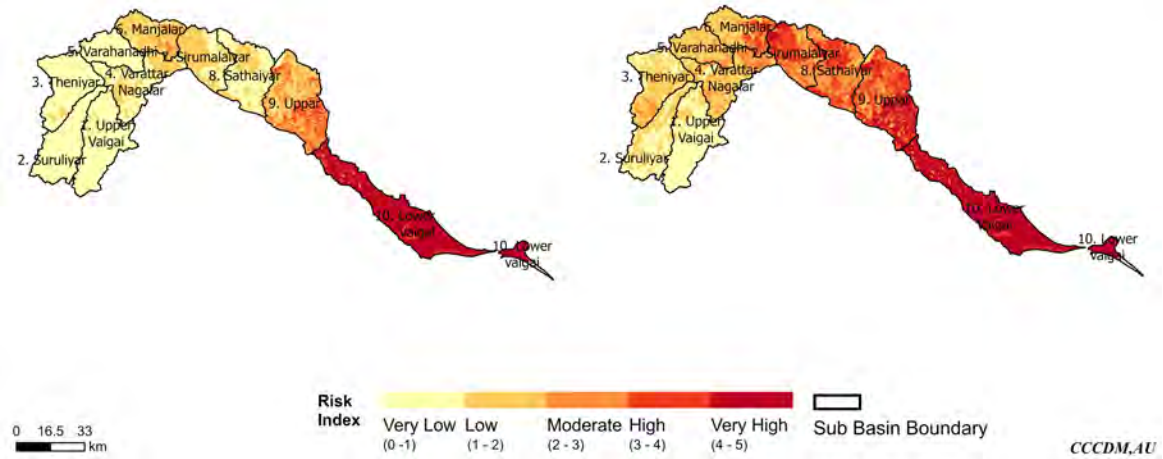 6. Manjalar
5. Varahanadhi
7. Sirumalaiyar
4. Varattar
Nagalar
3. Theniyar
8. Sathaiyar
9. Uppar
1. Upper
Vaigai
2. Suruliyar
10. Lower
Vaigai
10. Lower
vaigai
6. Manjalar
5. Varahanadhi
7. Sirumalaiyar
4. Varattar
Nagalar
3. Theniyar
8. Sathaiyar
9. Uppar
1. Upper
Vaigai
2. Suruliyar
10. Lower
Vaigai
10. Lower
vaigai
Risk
Index
Very Low Low Moderate High Very High
(0 -1) (1 - 2) (2 - 3) (3 - 4) (4 - 5)
Sub Basin Boundary
0 16.5 33
km
CCCDM,AU